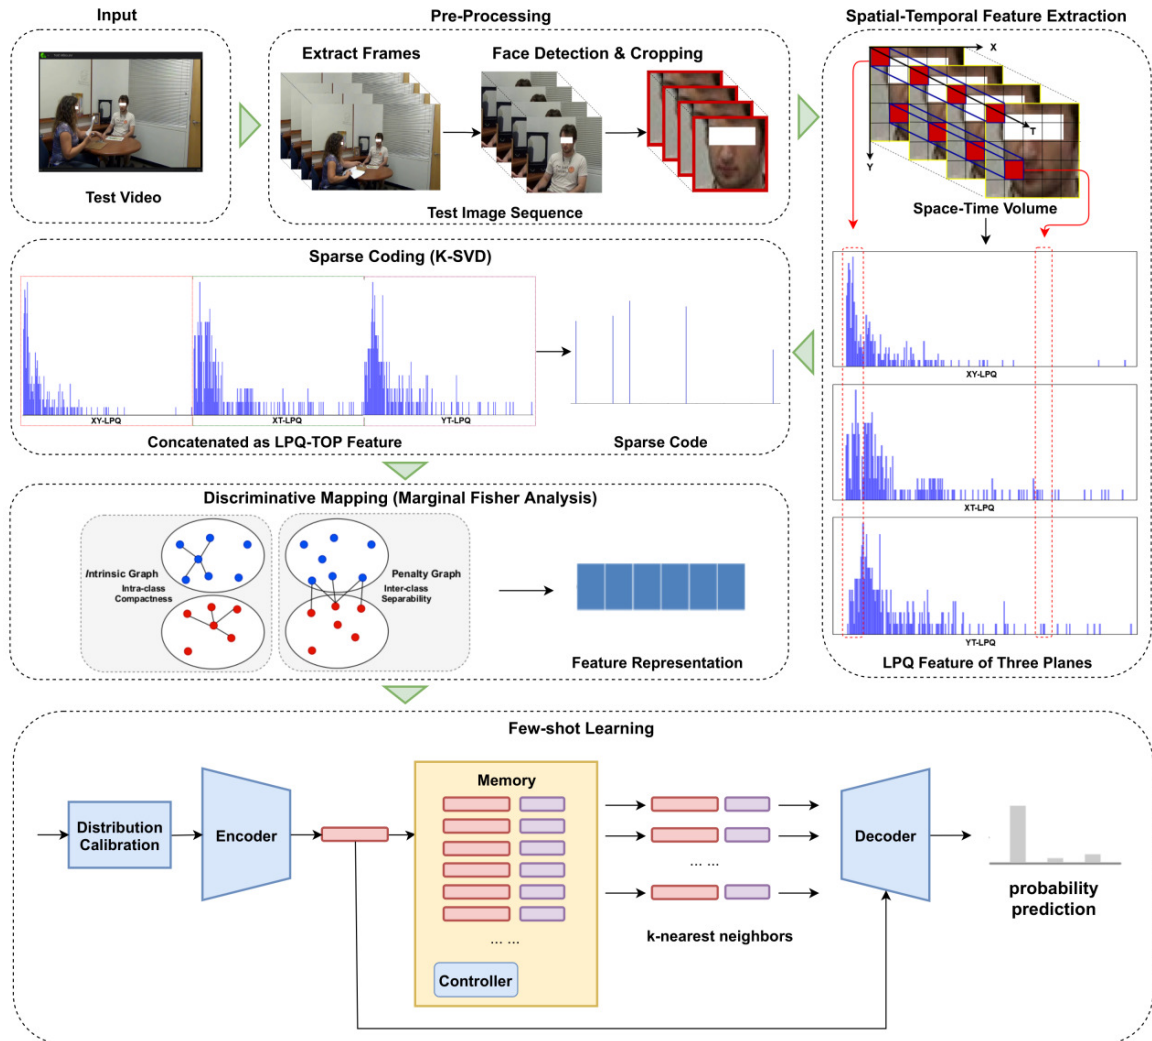 Input
Test Video
Pre-Processing
Extract Frames
Face Detection & Cropping
Test Image Sequence
Spatial-Temporal Feature Extraction
X
T
Y
Space-Time Volume
XY-LPQ
XT-LPQ
YT-LPQ
LPQ Feature of Three Planes
Sparse Coding (K-SVD)
XY-LPQ
XT-LPQ
YT-LPQ
Concatenated as LPQ-TOP Feature
Sparse Code
Discriminative Mapping (Marginal Fisher Analysis)
Intrinsic Graph
Intra-class
Compactness
Penalty Graph
Inter-class
Separability
Feature Representation
Few-shot Learning
Distribution
Calibration
Encoder
Memory
... ...
Controller
... ...
k-nearest neighbors
Decoder
probability
prediction